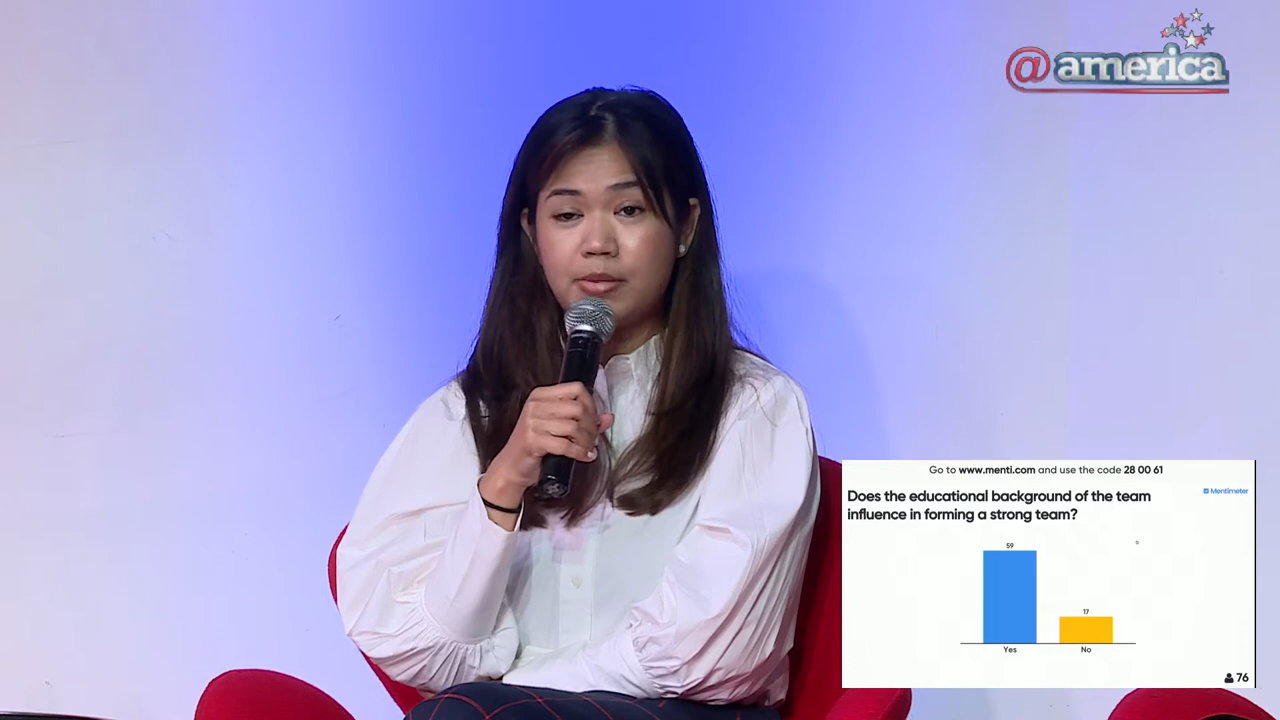 @america
Go to www.menti.com and use the code 28 00 61
Does the educational background of the team
influence in forming a strong team?
Mentimeter
59
17
Yes
No
76